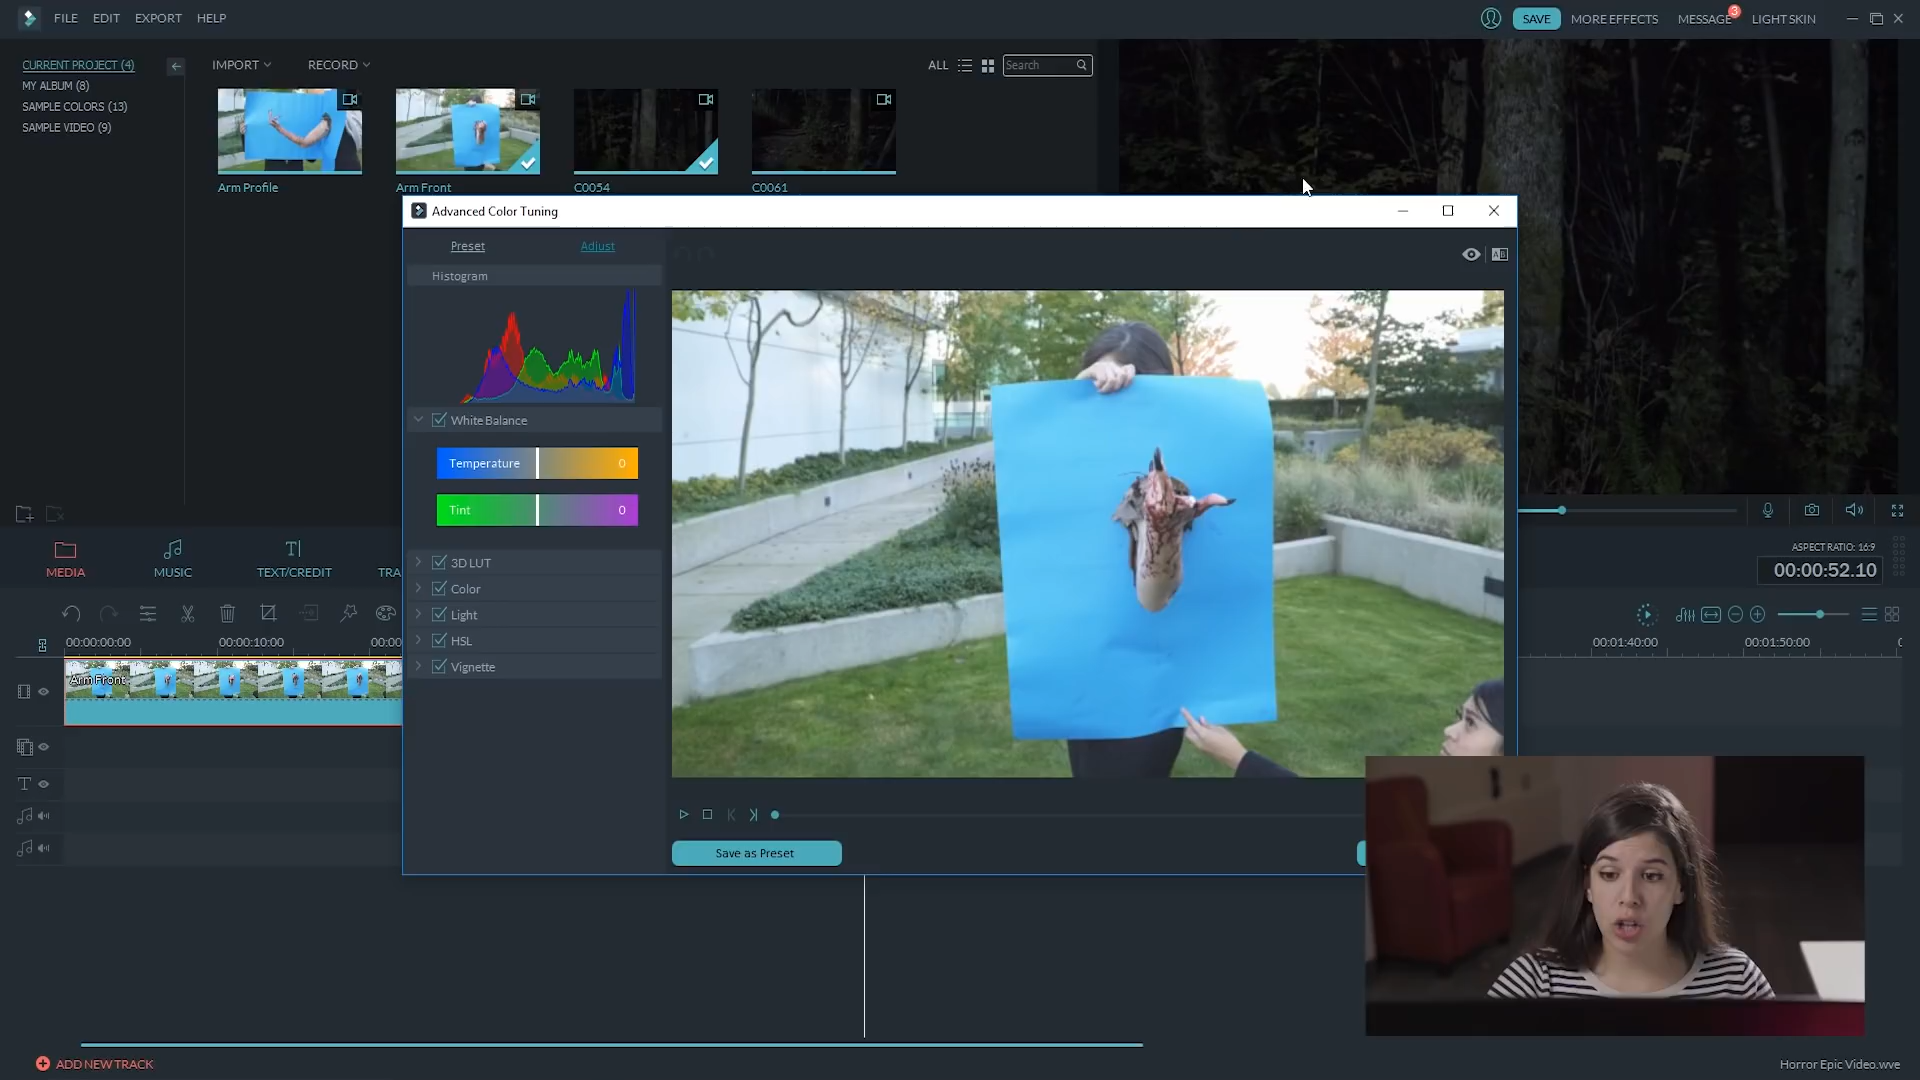 FILE EDIT EXPORT HELP
SAVE MORE EFFECTS MESSAGE 3 LIGHT SKIN
CURRENT PROJECT (4)
MY ALBUM (8)
SAMPLE COLORS (13)
SAMPLE VIDEO (9)
IMPORT RECORD ALL Search
Arm Profile Arm Front C0054 C0061
Advanced Color Tuning
Preset Adjust
Histogram
White Balance
Temperature 0
Tint 0
3D LUT
Color
Light
HSL
Vignette
AB
Save as Preset
MEDIA MUSIC TEXT/CREDIT TRA
ASPECT RATIO: 16:9
00:00:52.10
00:00:00:00 00:00:10:00 00:00 00:01:40:00 00:01:50:00
Arm Front
ADD NEW TRACK
Horror Epic Video.wve